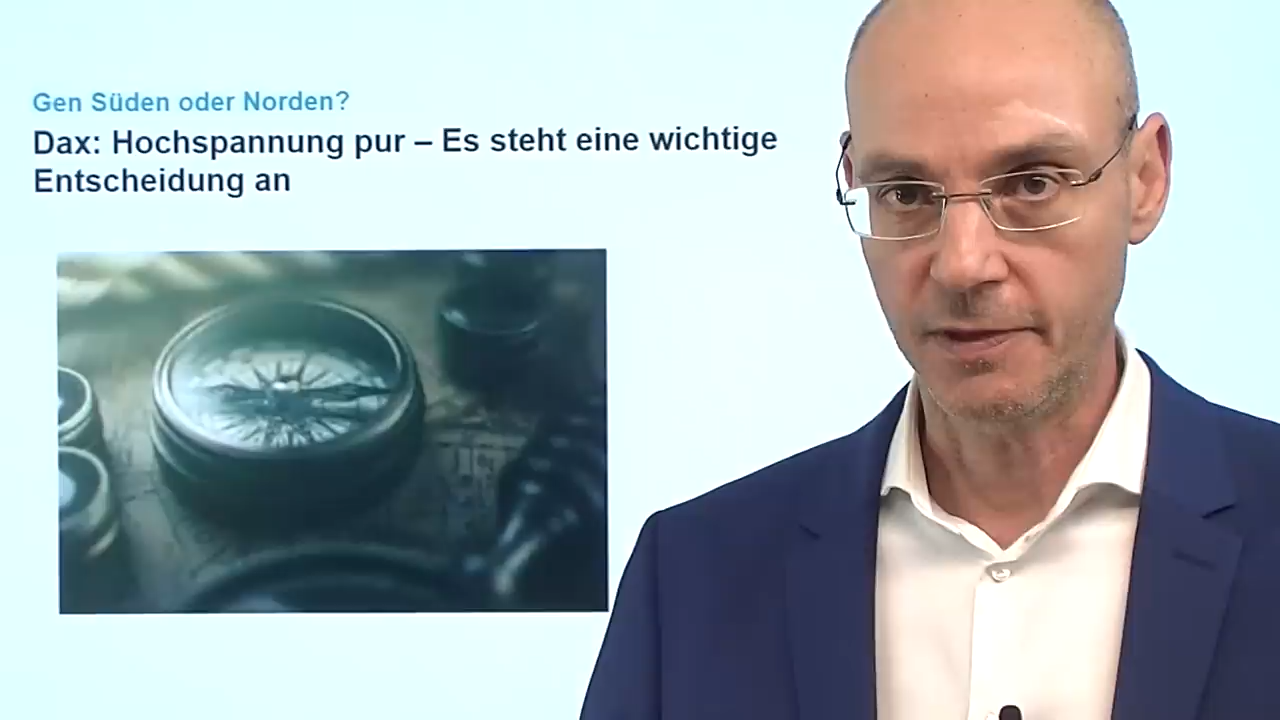 Gen Süden oder Norden?
Dax: Hochspannung pur – Es steht eine wichtige
Entscheidung an